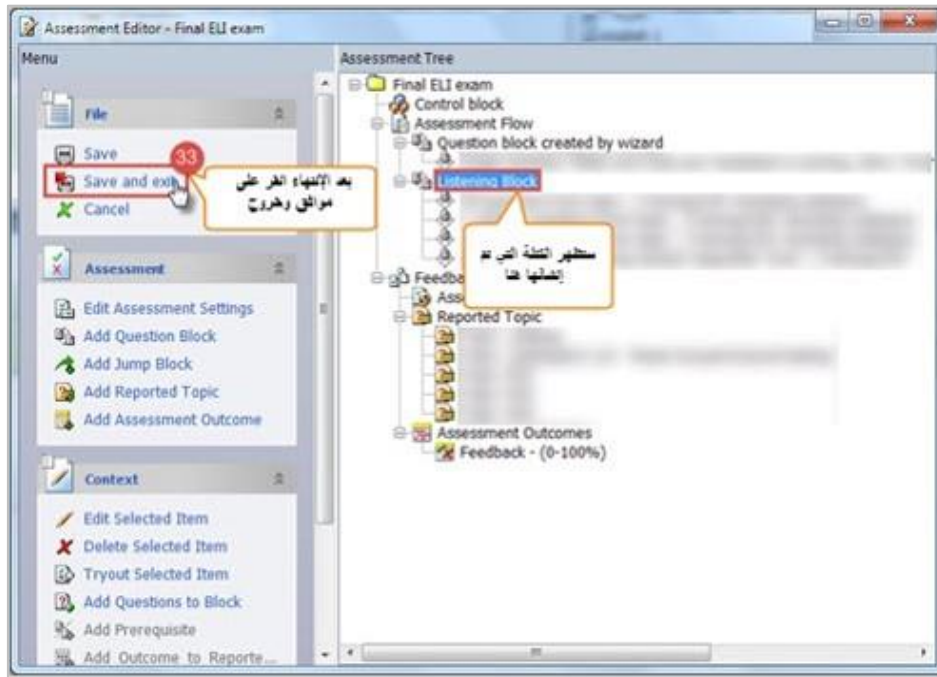 Assessment Editor - Final ELI exam
Menu
File
Save
33
Save and exit
Cancel
بعد الإنتهاء انقر على
موافق وخروج
Assessment
Edit Assessment Settings
Add Question Block
Add Jump Block
Add Reported Topic
Add Assessment Outcome
Context
Edit Selected Item
Delete Selected Item
Tryout Selected Item
Add Questions to Block
Add Prerequisite
Add Outcome to Reporte...
Assessment Tree
Final ELI exam
Control block
Assessment Flow
Question block created by wizard
Listening Block
ستظهر الكتلة التي تم
إضافتها هنا
Feedba
Ass
Reported Topic
Assessment Outcomes
Feedback - (0-100%)